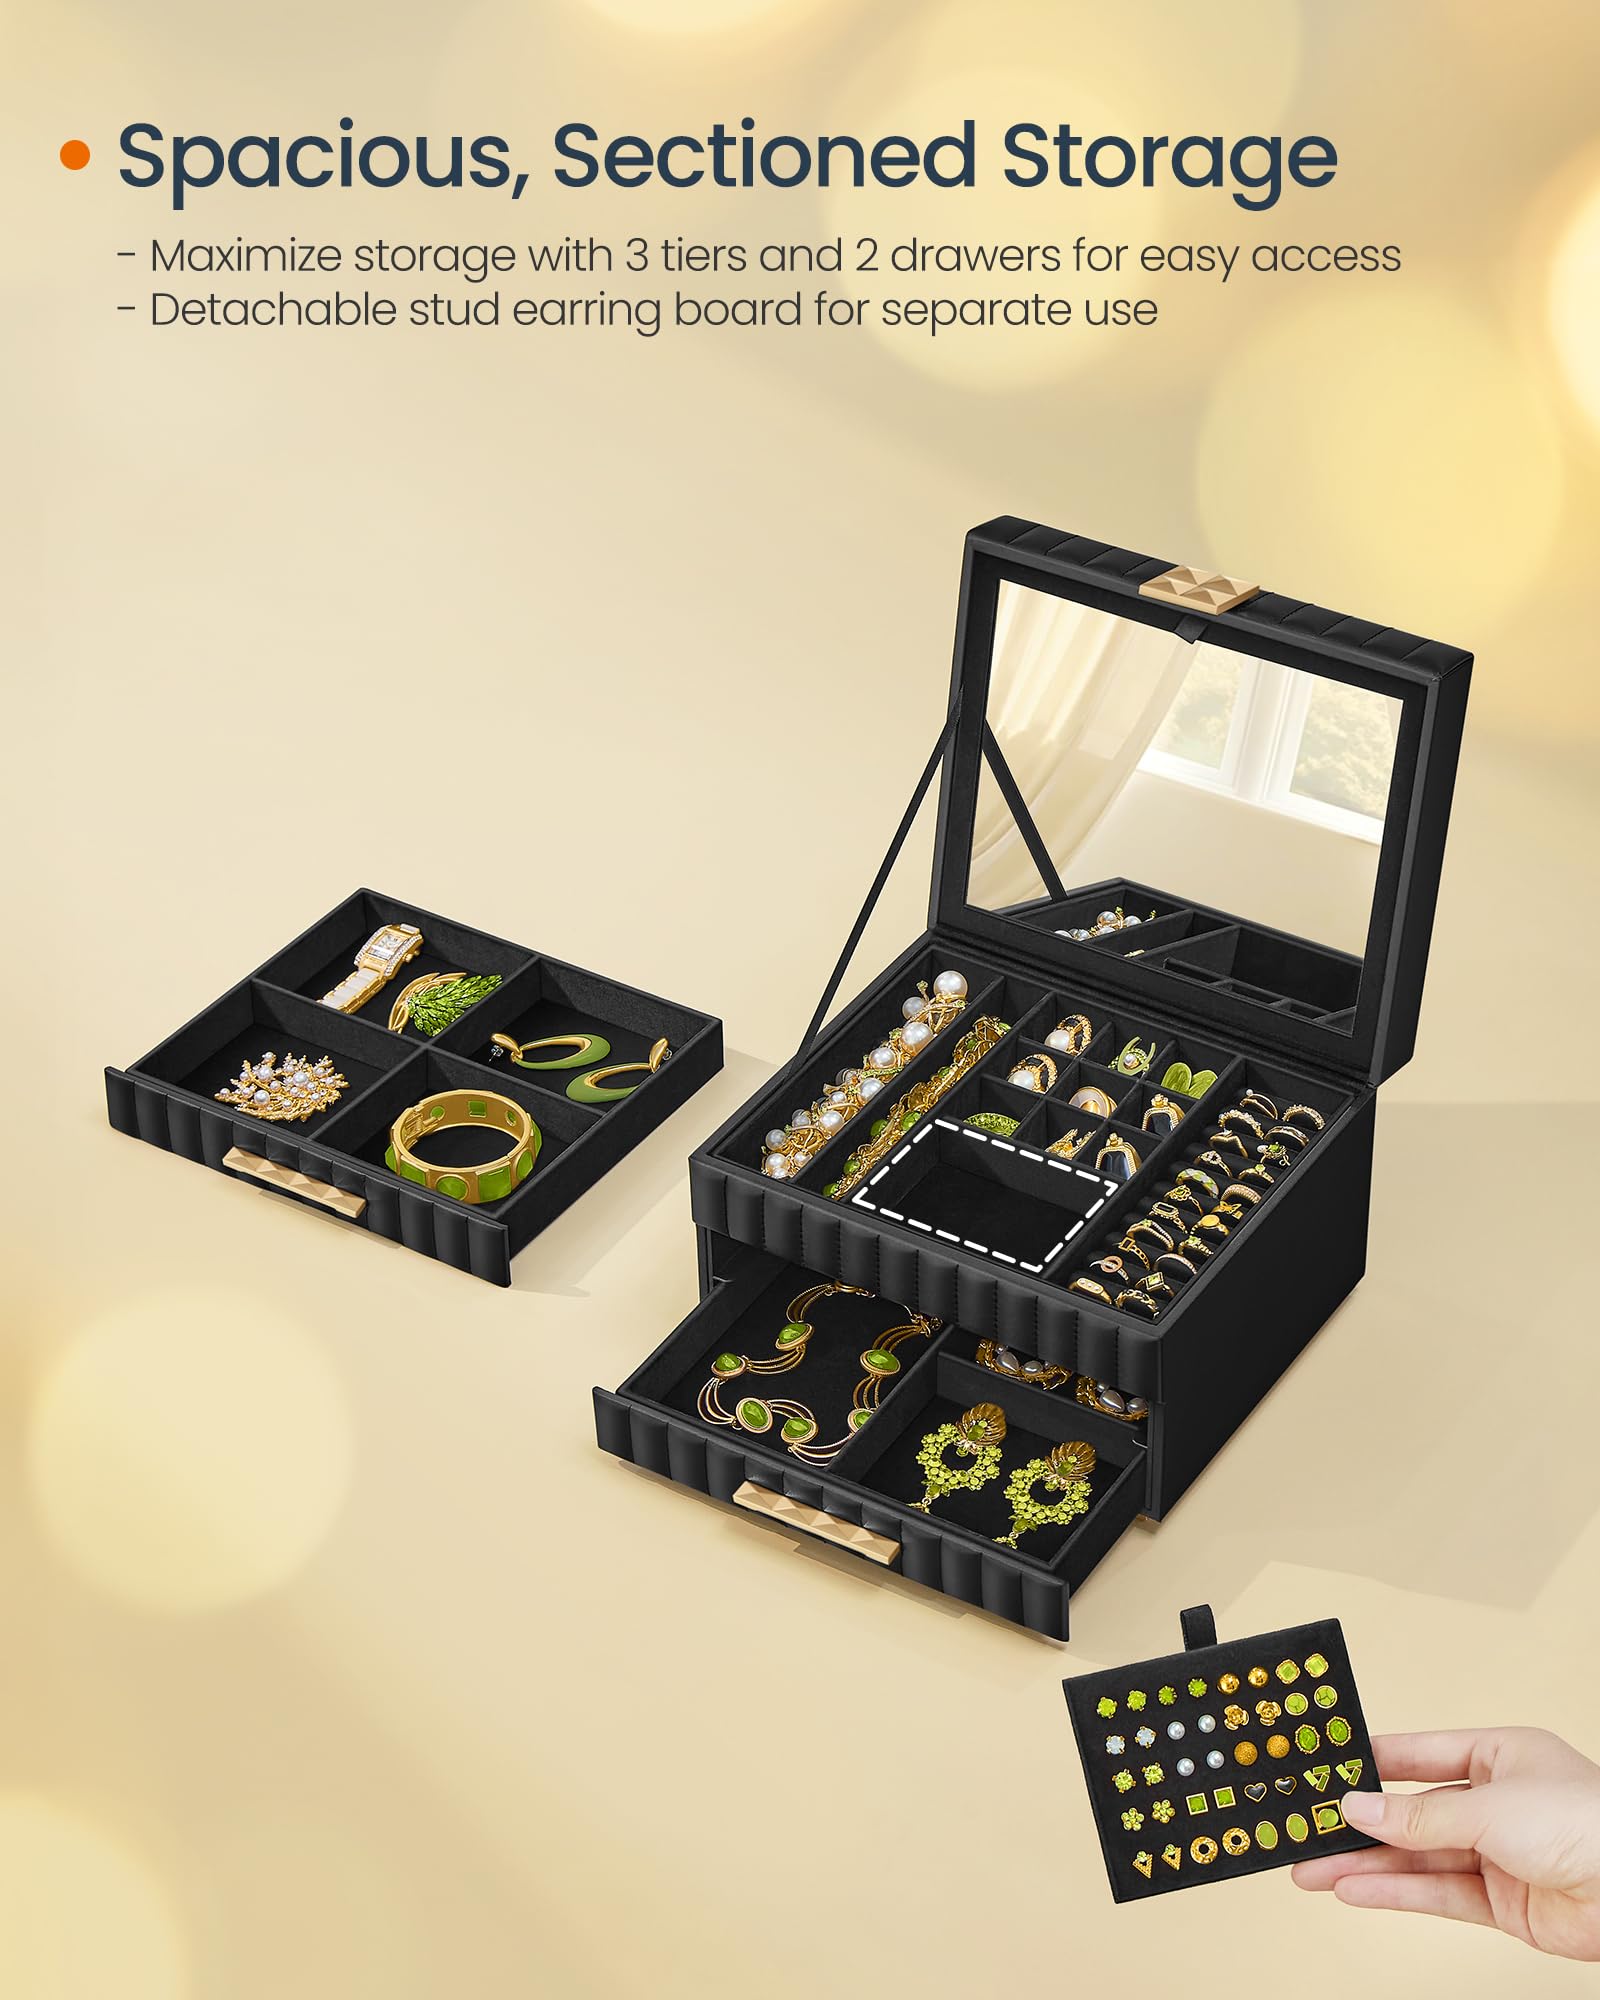 Spacious, Sectioned Storage
- Maximize storage with 3 tiers and 2 drawers for easy access
- Detachable stud earring board for separate use